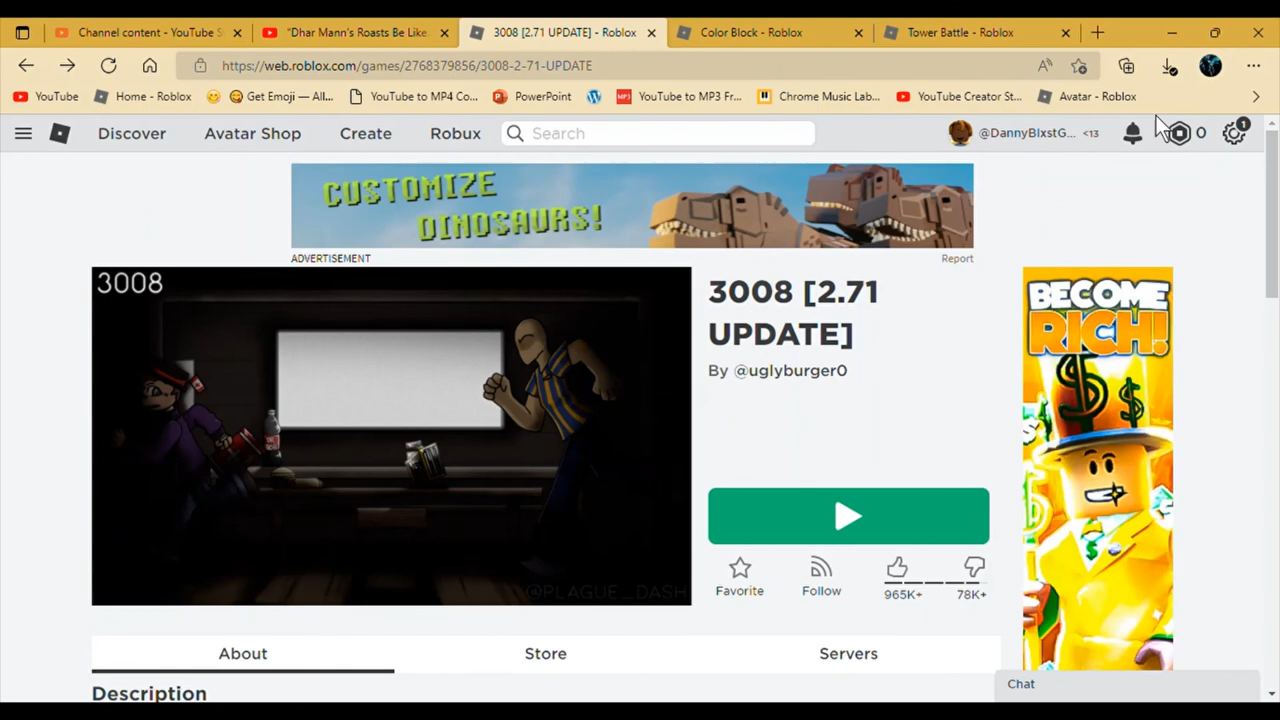 Channel content - YouTube S
"Dhar Mann's Roasts Be Like
3008 [2.71 UPDATE] - Roblox
Color Block - Roblox
Tower Battle - Roblox
https://web.roblox.com/games/2768379856/3008-2-71-UPDATE
YouTube
Home - Roblox
Get Emoji — All...
YouTube to MP4 Co...
PowerPoint
YouTube to MP3 Fr...
Chrome Music Lab...
YouTube Creator St...
Avatar - Roblox
Discover
Avatar Shop
Create
Robux
Search
@DannyBlxstG... <13
0
1
CUSTOMIZE
DINOSAURS!
ADVERTISEMENT
Report
3008
@PLAGUE_DASH
3008 [2.71
UPDATE]
By @uglyburger0
Favorite
Follow
965K+
78K+
BECOME
RICH!
About
Store
Servers
Description
Chat